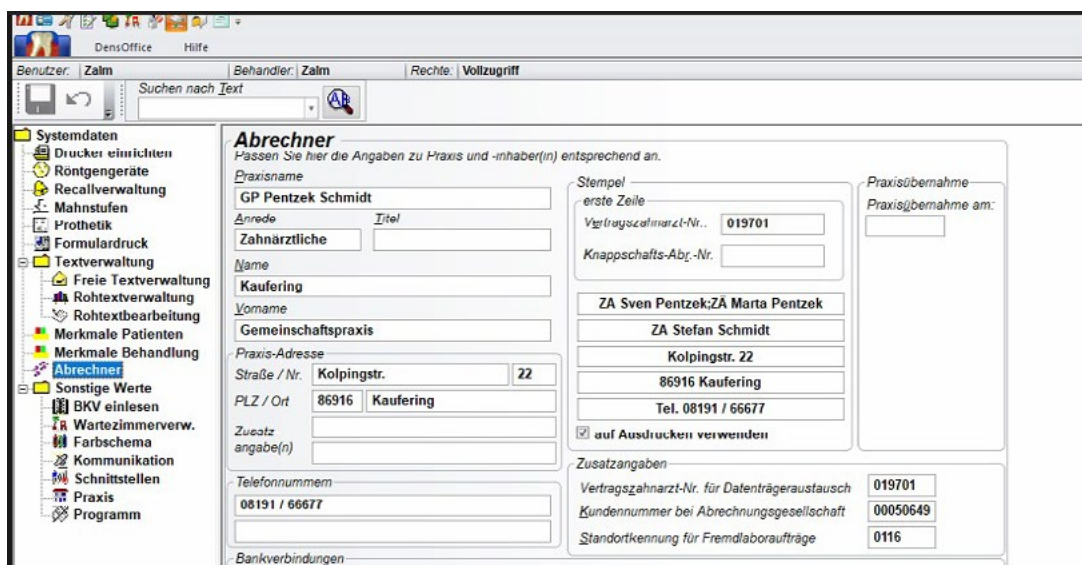 DensOffice Hilfe
Benutzer: Zalm Behandler: Zalm Rechte: Vollzugriff
Suchen nach Text
Systemdaten
Drucker einrichten
Röntgengeräte
Recallverwaltung
Mahnstufen
Prothetik
Formulardruck
Textverwaltung
Freie Textverwaltung
Rohtextverwaltung
Rohtextbearbeitung
Merkmale Patienten
Merkmale Behandlung
Abrechner
Sonstige Werte
BKV einlesen
Wartezimmerverw.
Farbschema
Kommunikation
Schnittstellen
Praxis
Programm
Abrechner
Passen Sie hier die Angaben zu Praxis und -inhaber(in) entsprechend an.
Praxisname
GP Pentzek Schmidt
Anrede Titel
Zahnärztliche
Name
Kaufering
Vorname
Gemeinschaftspraxis
Praxis-Adresse
Straße / Nr. Kolpingstr. 22
PLZ / Ort 86916 Kaufering
Zusatz
angabe(n)
Telefonnummern
08191 / 66677
Bankverbindungen
Stempel
erste Zeile
Vertragszahnarzt-Nr.. 019701
Knappschafts-Abr.-Nr.
ZA Sven Pentzek;ZA Marta Pentzek
ZA Stefan Schmidt
Kolpingstr. 22
86916 Kaufering
Tel. 08191 / 66677
auf Ausdrucken verwenden
Zusatzangaben
Vertragszahnarzt-Nr. für Datenträgeraustausch 019701
Kundennummer bei Abrechnungsgesellschaft 00050649
Standortkennung für Fremdlaboraufträge 0116
Praxisübernahme
Praxisübernahme am: